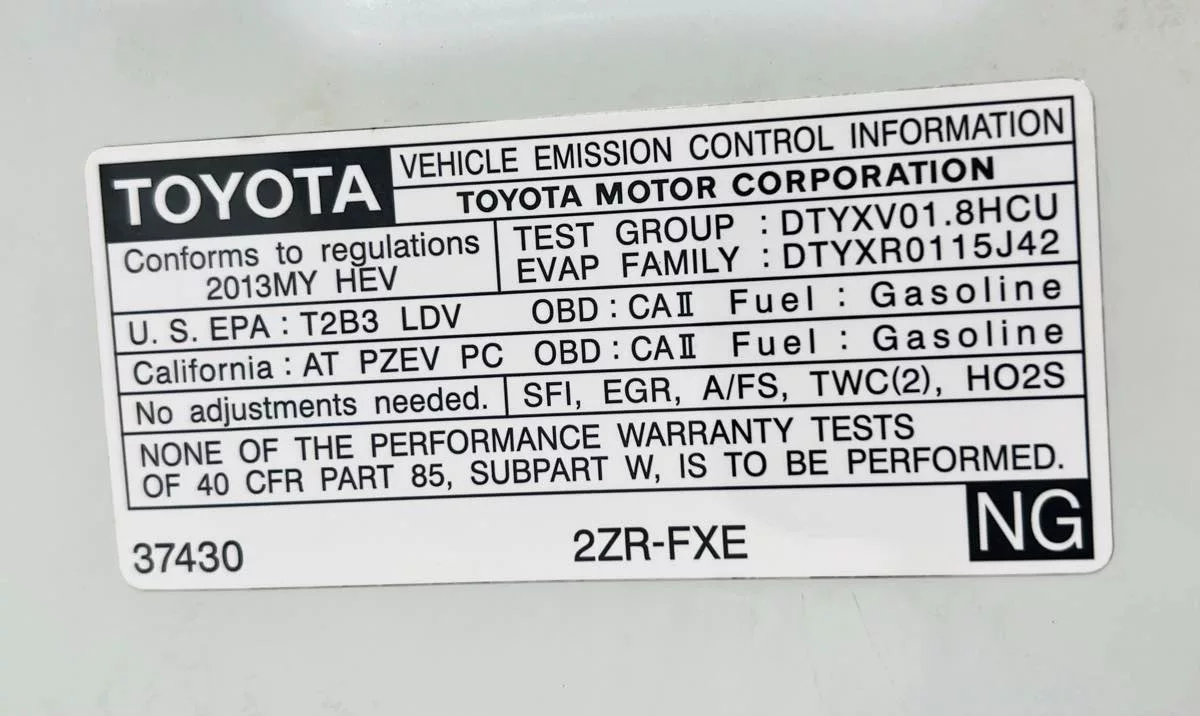 TOYOTA
VEHICLE EMISSION CONTROL INFORMATION
TOYOTA MOTOR CORPORATION
Conforms to regulations
2013MY HEV
TEST GROUP : DTYXV01.8HCU
EVAP FAMILY : DTYXR0115J42
U. S. EPA : T2B3 LDV OBD : CAⅡ Fuel : Gasoline
California : AT PZEV PC OBD : CAⅡ Fuel : Gasoline
No adjustments needed. SFI, EGR, A/FS, TWC(2), HO2S
NONE OF THE PERFORMANCE WARRANTY TESTS
OF 40 CFR PART 85, SUBPART W, IS TO BE PERFORMED.
37430 2ZR-FXE NG